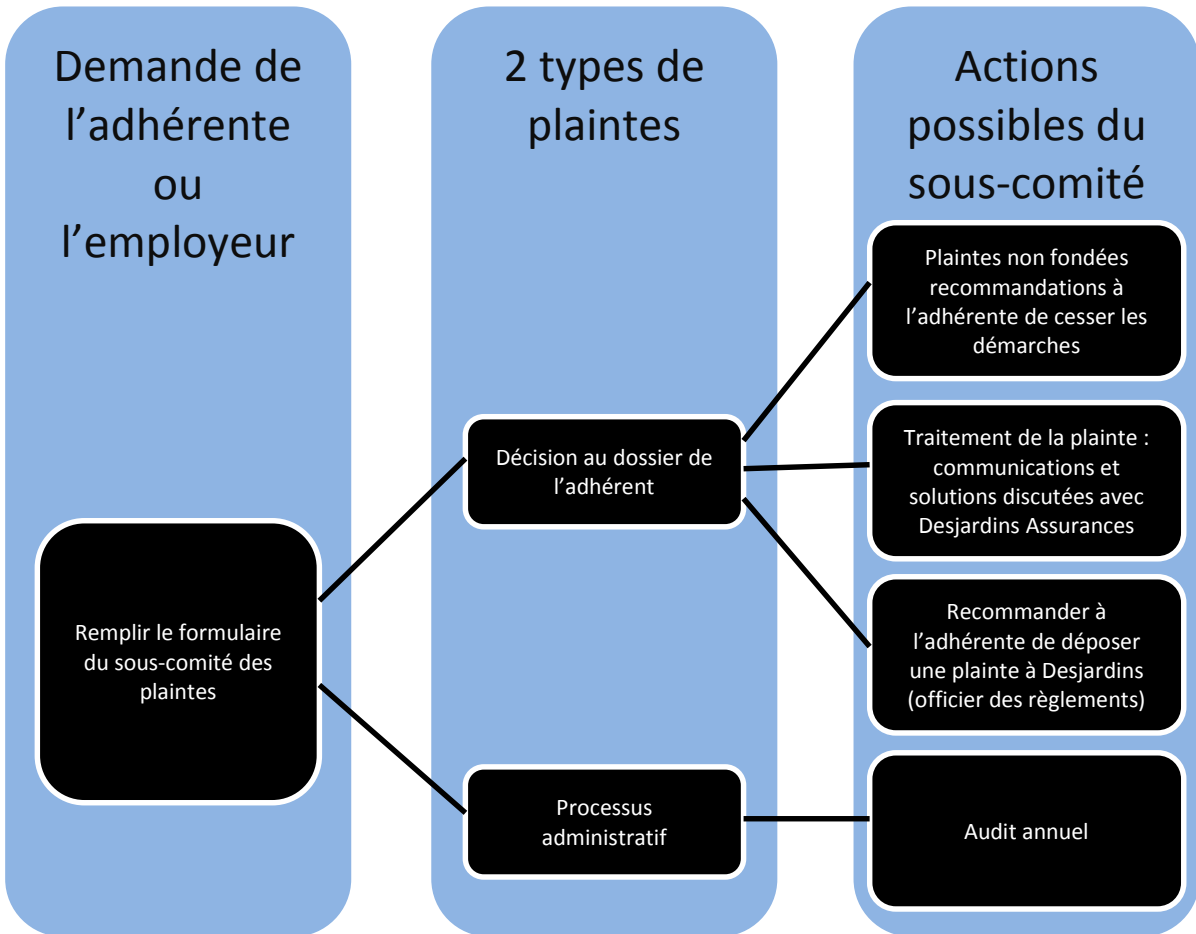 Demande de
l’adhérente
ou
l’employeur
Remplir le formulaire
du sous-comité des
plaintes
2 types de
plaintes
Décision au dossier de
l’adhérent
Processus
administratif
Actions
possibles du
sous-comité
Plaintes non fondées
recommandations à
l’adhérente de cesser les
démarches
Traitement de la plainte :
communications et
solutions discutées avec
Desjardins Assurances
Recommander à
l’adhérente de déposer
une plainte à Desjardins
(officier des règlements)
Audit annuel